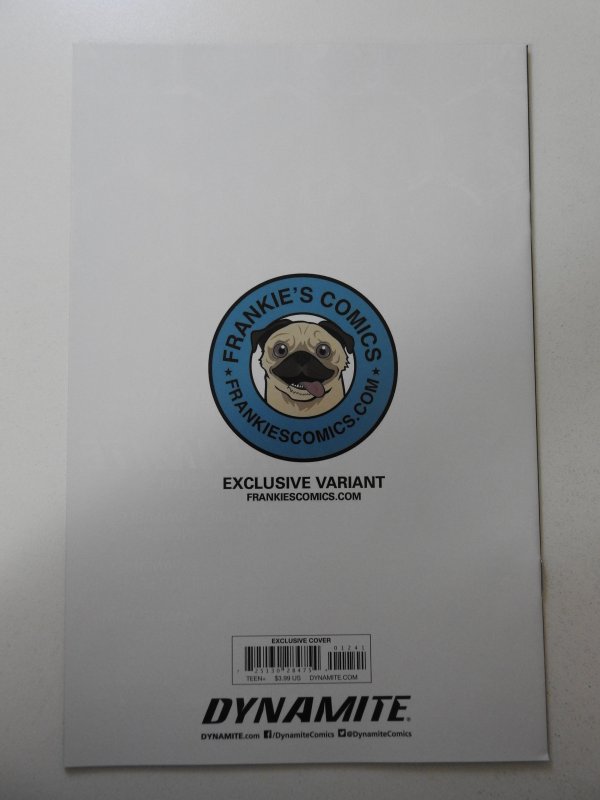 FRANKIE'S COMICS
★ FRANKIESCOMICS.COM ★
EXCLUSIVE VARIANT
FRANKIESCOMICS.COM
EXCLUSIVE COVER
01241
TEEN+ $3.99 US DYNAMITE.COM
DYNAMITE®
DYNAMITE.com f/DynamiteComics @DynamiteComics